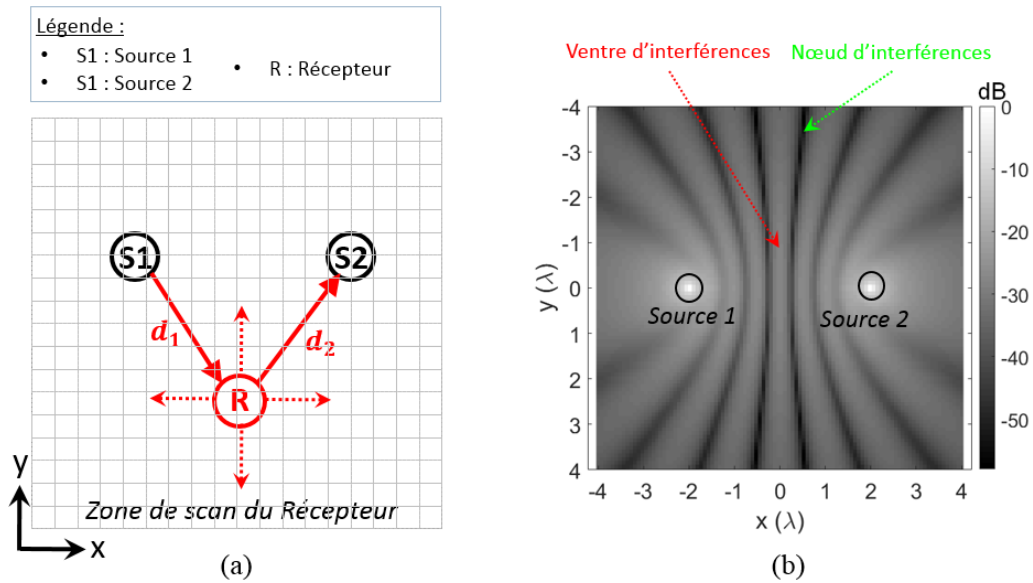 Légende :
• S1 : Source 1
• S1 : Source 2
• R : Récepteur
S1
S2
d₁
d₂
R
y
x
Zone de scan du Récepteur
(a)
Ventre d'interférences
Nœud d'interférences
dB
-4
-3
-2
-1
0
1
2
3
4
y (λ)
Source 1
Source 2
-4 -3 -2 -1 0 1 2 3 4
x (λ)
0
-10
-20
-30
-40
-50
(b)